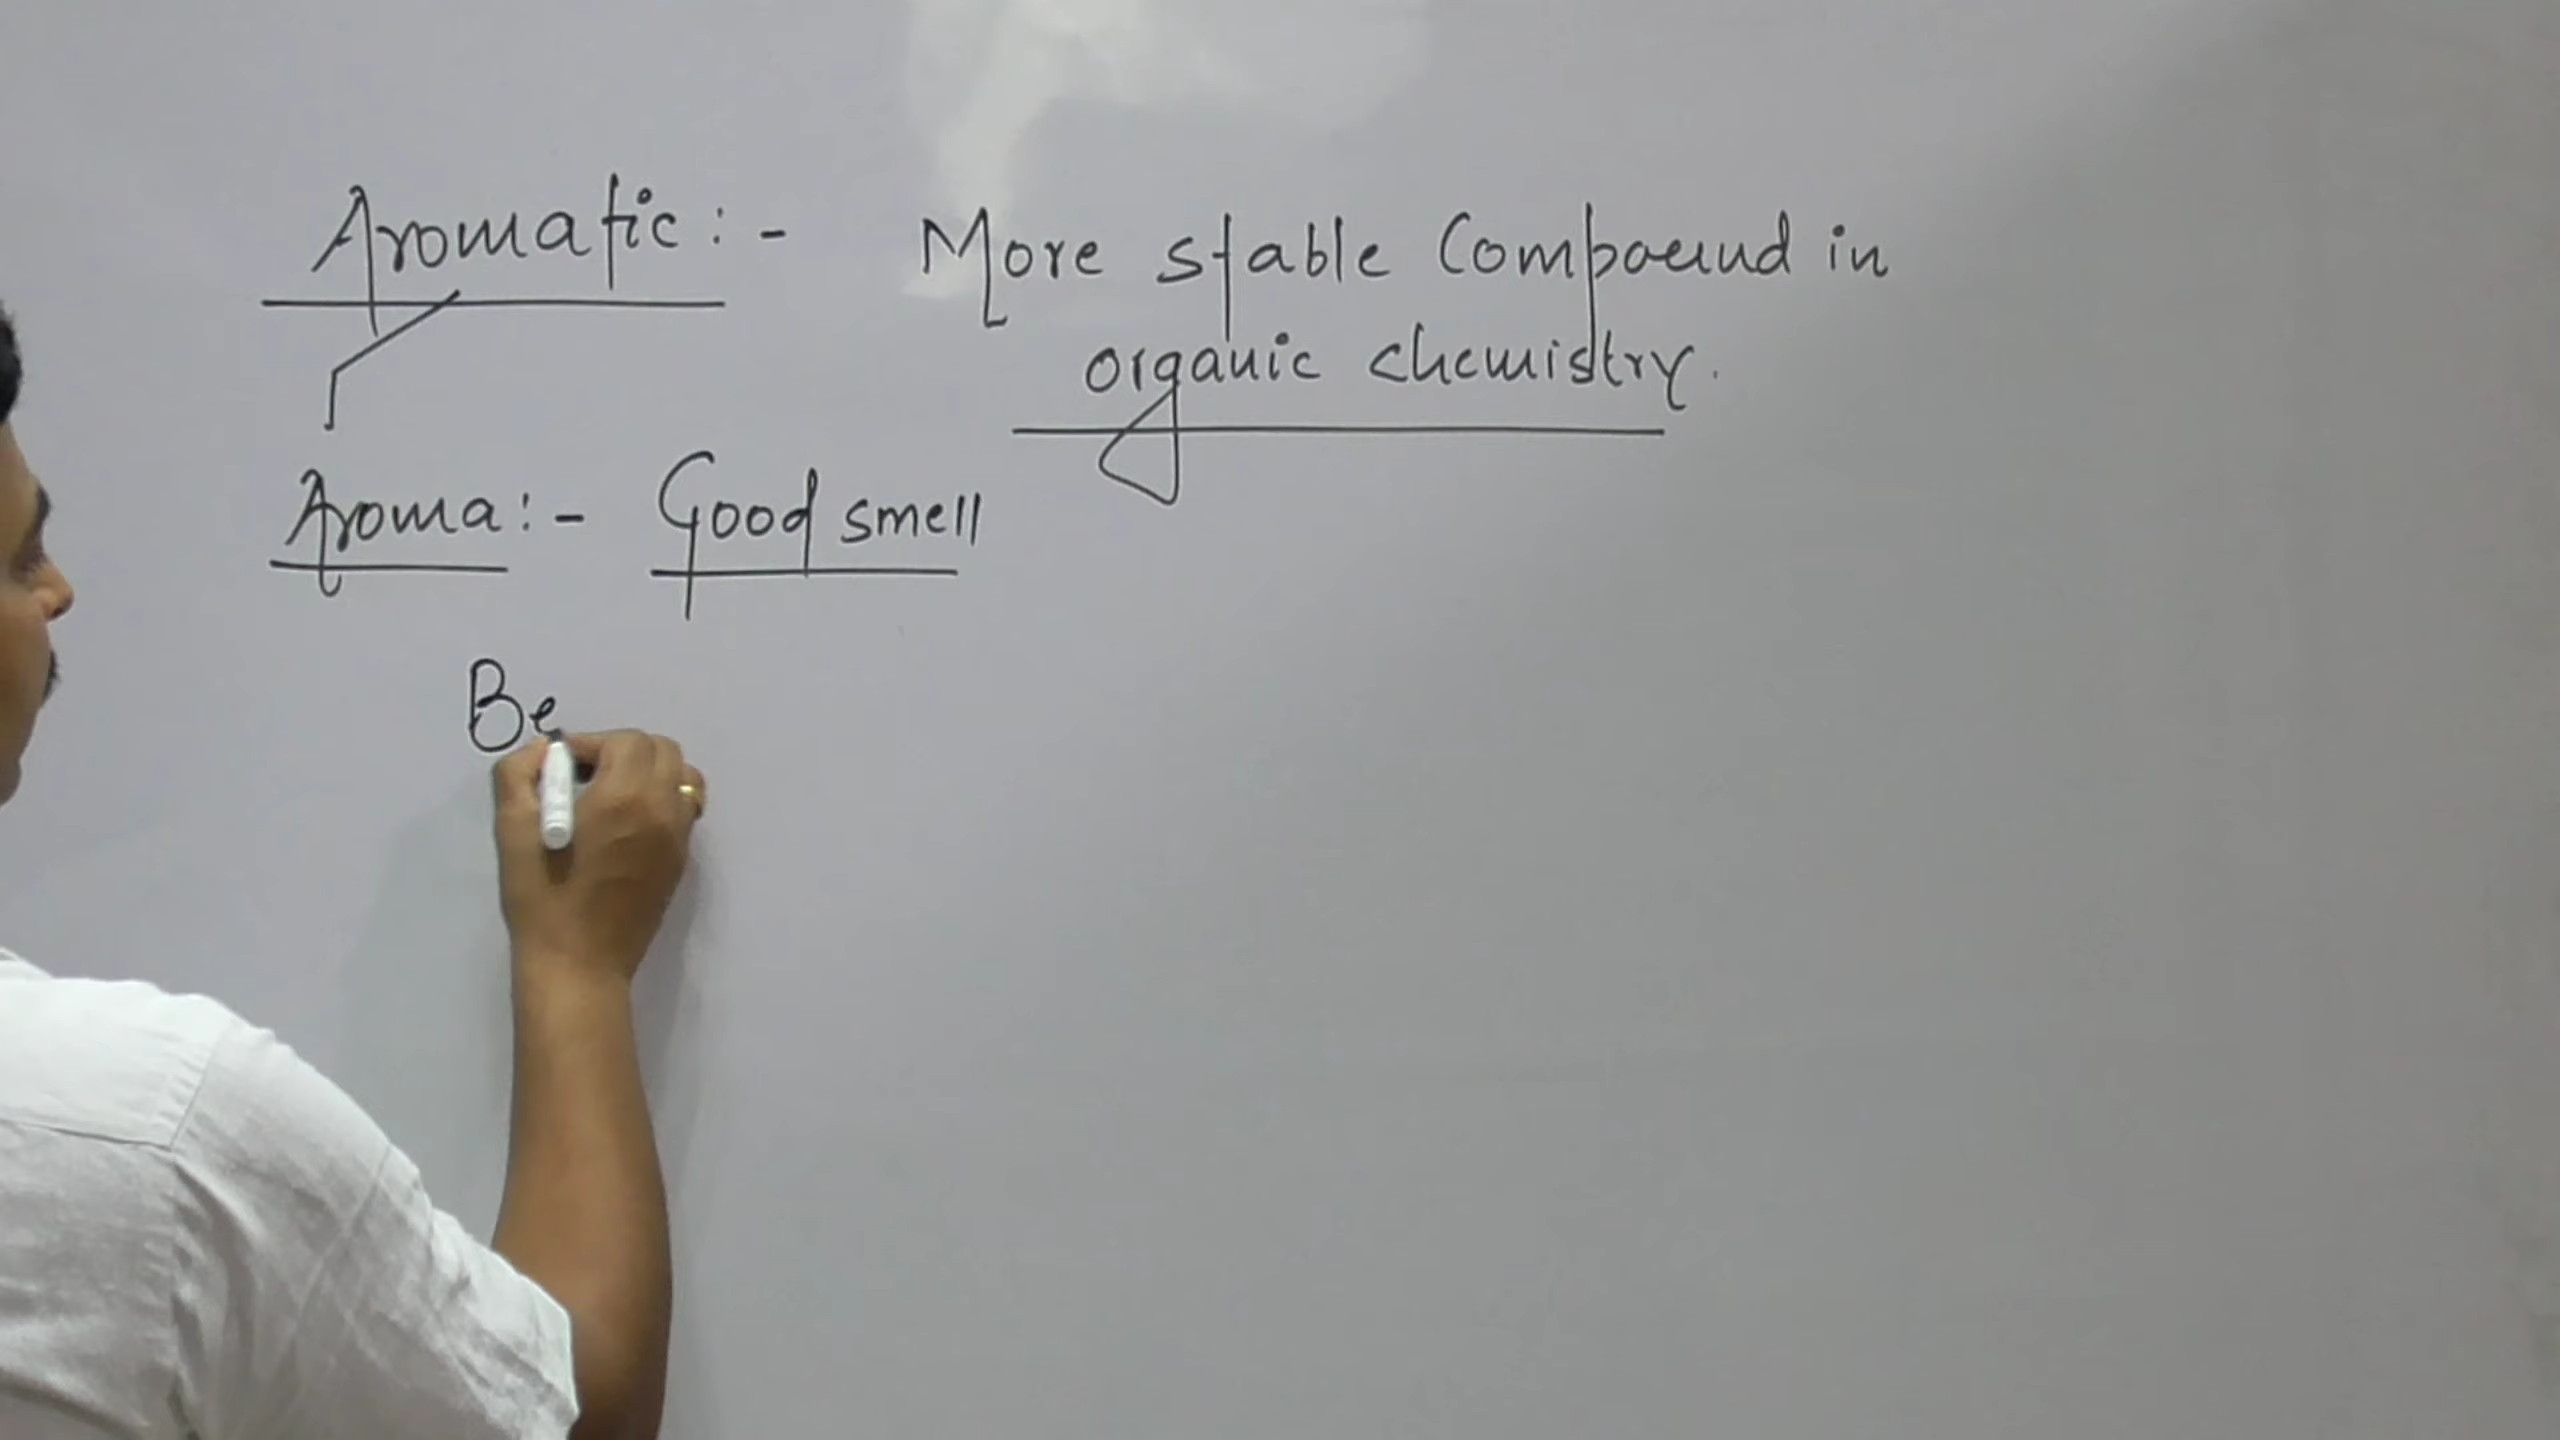 Aromatic :- More stable Compound in
organic chemistry.
Aroma :- Good smell
Be